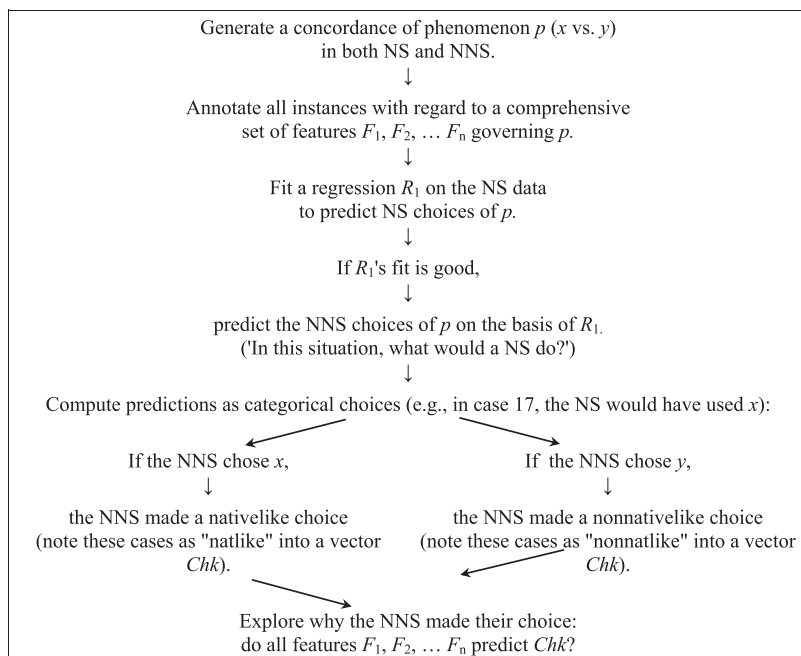 Generate a concordance of phenomenon p (x vs. y)
in both NS and NNS.
↓
Annotate all instances with regard to a comprehensive
set of features F₁, F₂, … Fₙ governing p.
↓
Fit a regression R₁ on the NS data
to predict NS choices of p.
↓
If R₁'s fit is good,
↓
predict the NNS choices of p on the basis of R₁.
('In this situation, what would a NS do?')
↓
Compute predictions as categorical choices (e.g., in case 17, the NS would have used x):
If the NNS chose x,
↓
the NNS made a nativelike choice
(note these cases as "natlike" into a vector
Chk).
If the NNS chose y,
↓
the NNS made a nonnativelike choice
(note these cases as "nonnatlike" into a vector
Chk).
Explore why the NNS made their choice:
do all features F₁, F₂, … Fₙ predict Chk?